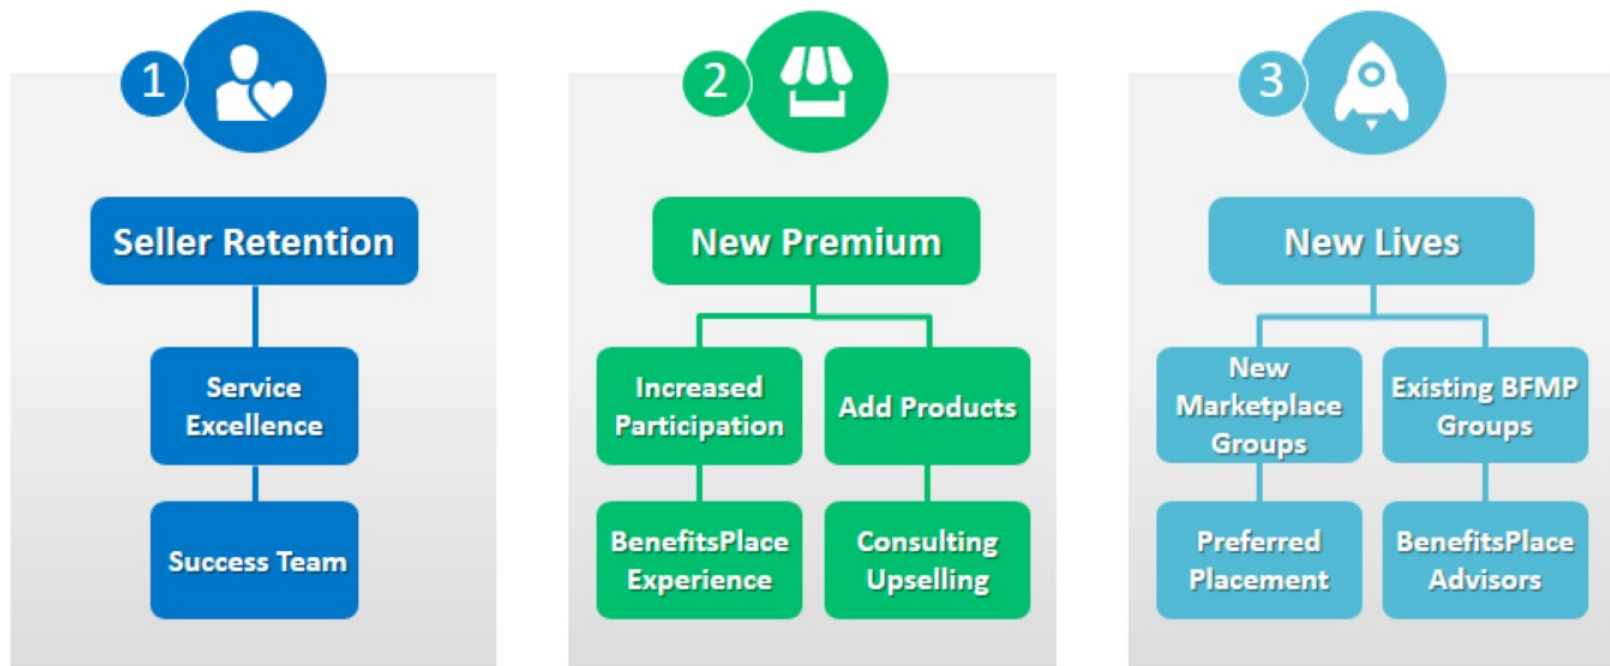 1
Seller Retention
Service
Excellence
Success Team
2
New Premium
Increased
Participation
BenefitsPlace
Experience
Add Products
Consulting
Upselling
3
New Lives
New
Marketplace
Groups
Preferred
Placement
Existing BFMP
Groups
BenefitsPlace
Advisors